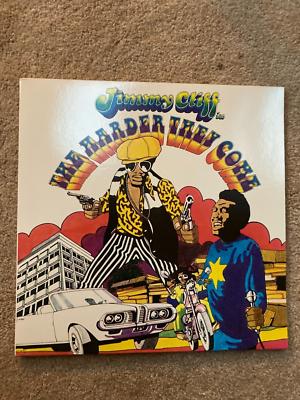 Jimmy Cliff
in
THE HARDER THEY COME